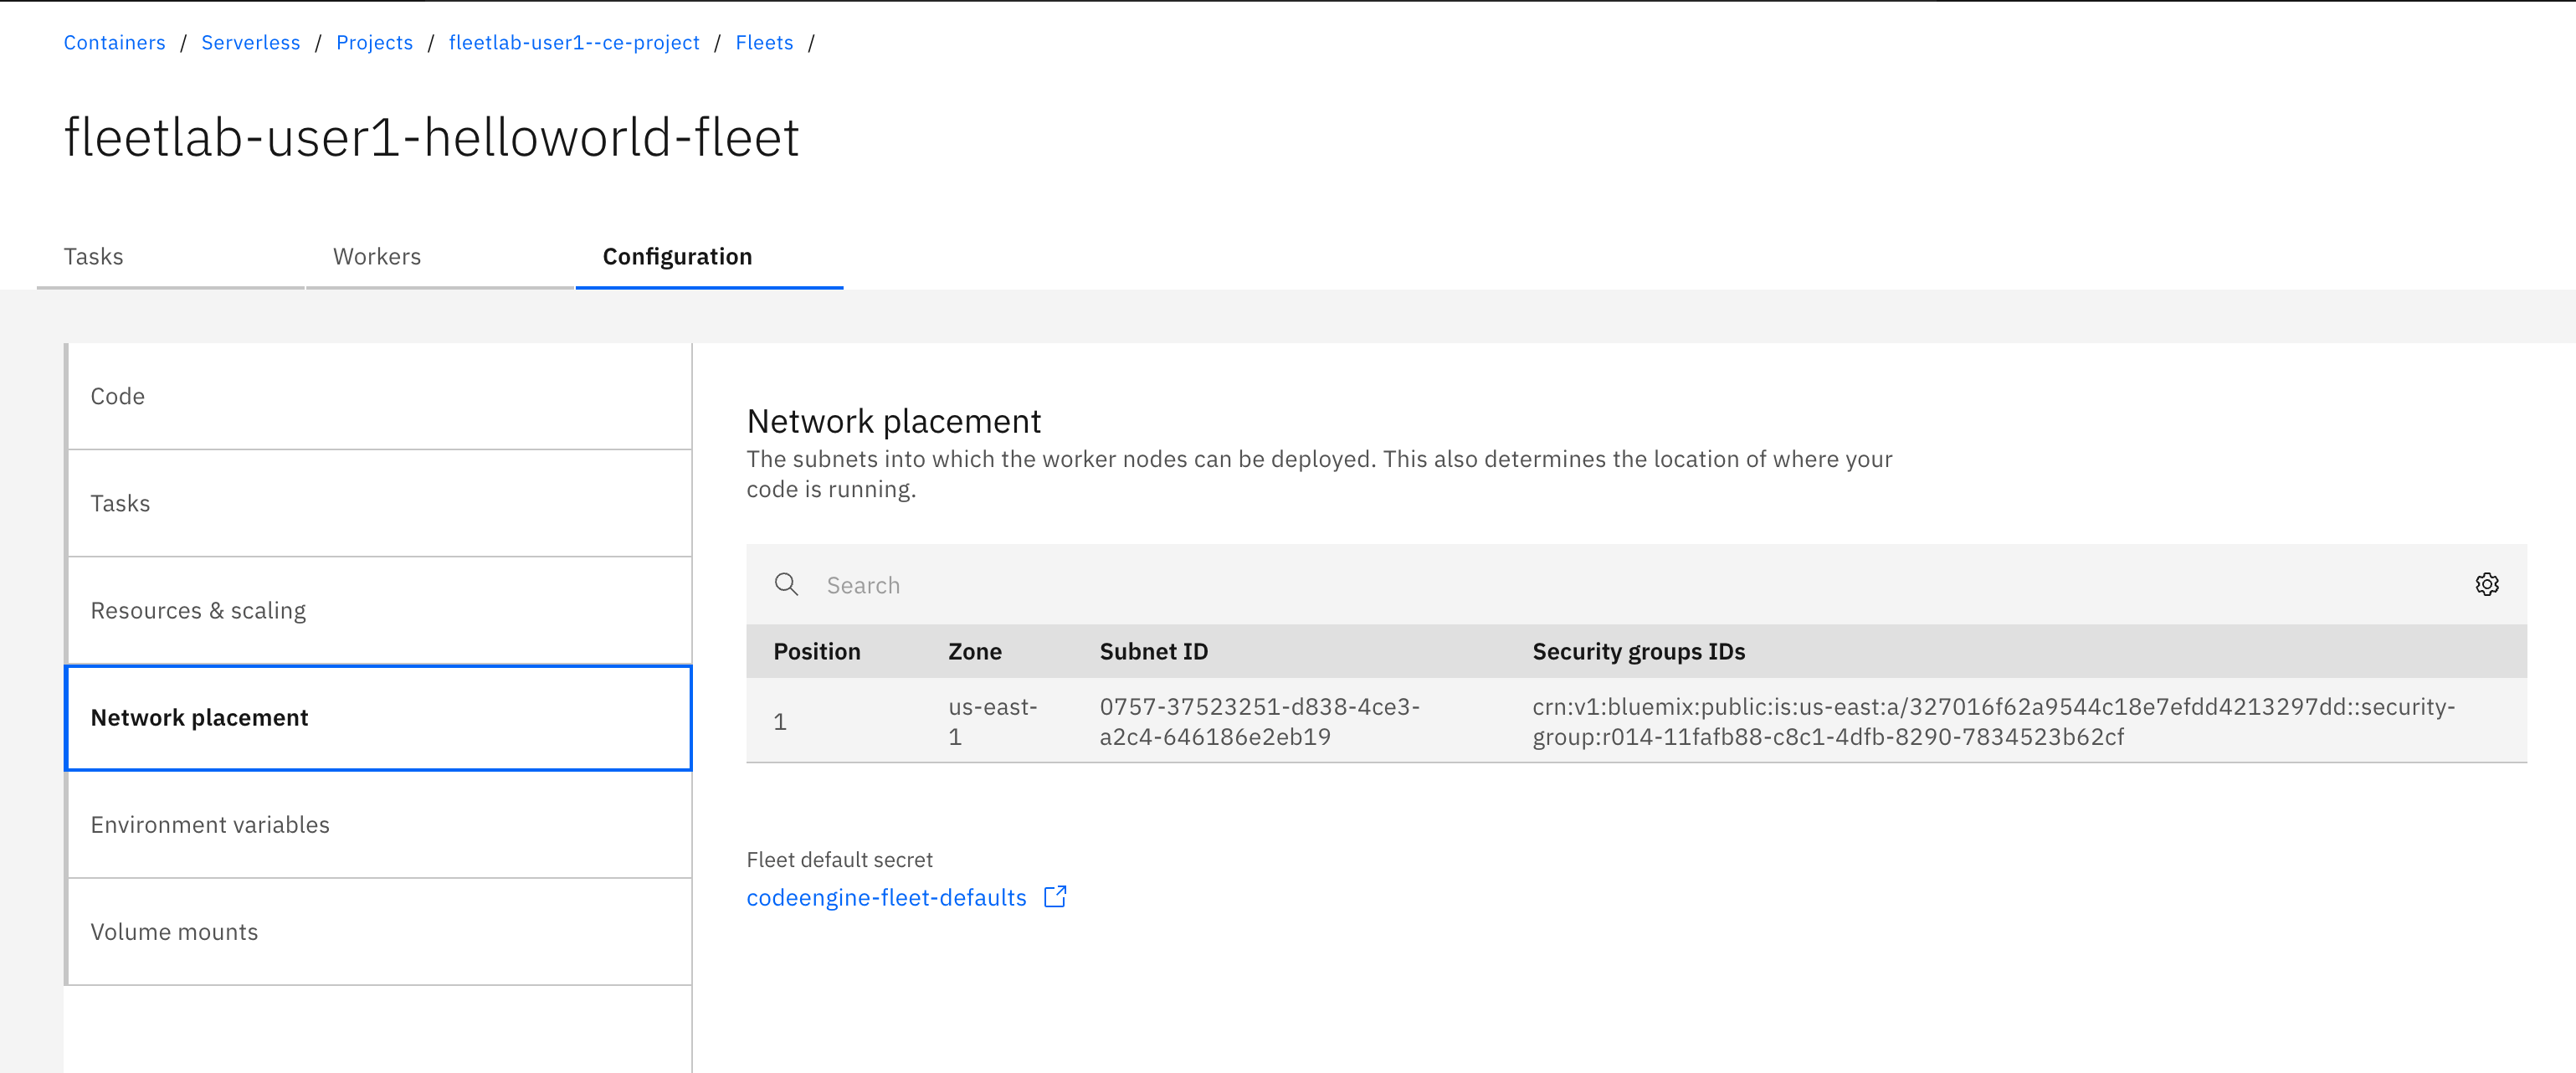 Containers / Serverless / Projects / fleetlab-user1--ce-project / Fleets /
fleetlab-user1-helloworld-fleet
Tasks
Workers
Configuration
Code
Tasks
Resources & scaling
Network placement
Environment variables
Volume mounts
Network placement
The subnets into which the worker nodes can be deployed. This also determines the location of where your
code is running.
Search
Position Zone Subnet ID Security groups IDs
1 us-east- 0757-37523251-d838-4ce3- crn:v1:bluemix:public:is:us-east:a/327016f62a9544c18e7efdd4213297dd::security-
1 a2c4-646186e2eb19 group:r014-11fafb88-c8c1-4dfb-8290-7834523b62cf
Fleet default secret
codeengine-fleet-defaults